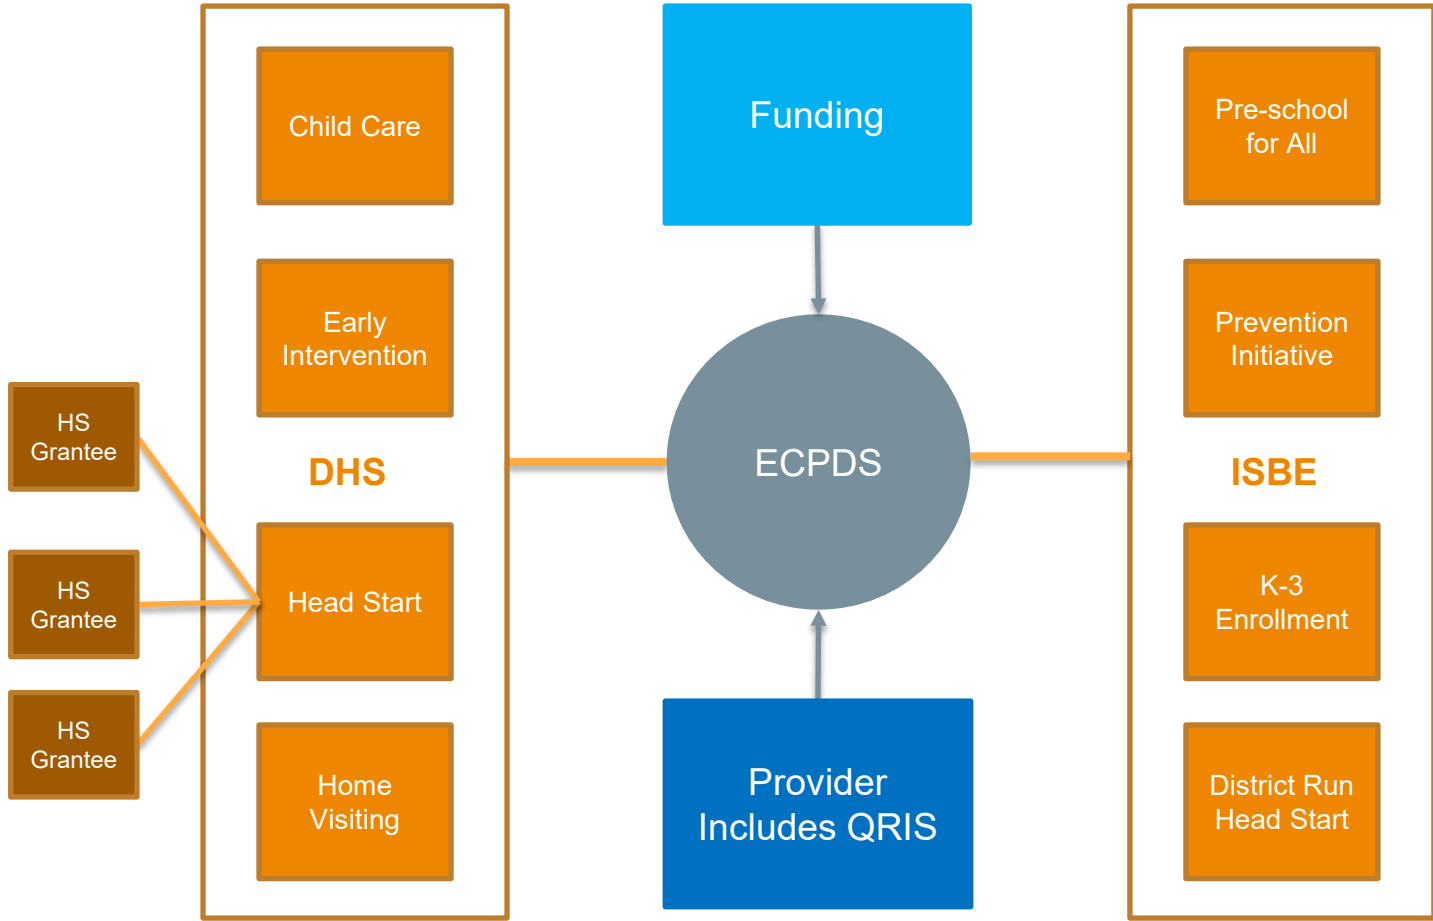 Child Care
Early
Intervention
DHS
Head Start
Home
Visiting
HS
Grantee
HS
Grantee
HS
Grantee
Funding
ECPDS
Provider
Includes QRIS
Pre-school
for All
Prevention
Initiative
ISBE
K-3
Enrollment
District Run
Head Start